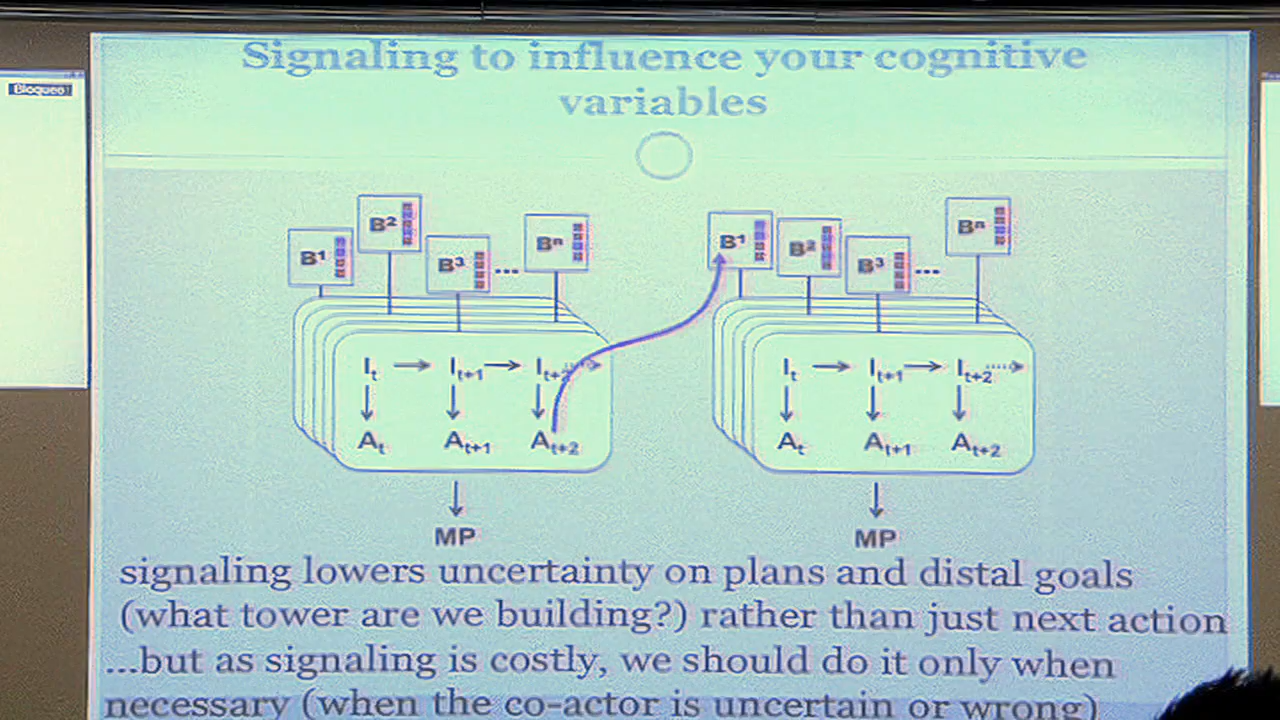 Signaling to influence your cognitive
variables
Bloqueo
B¹ B² B³ ... Bⁿ
B¹ B² B³ ... Bⁿ
Iₜ Iₜ₊₁ Iₜ₊₂
Iₜ Iₜ₊₁ Iₜ₊₂
Aₜ Aₜ₊₁ Aₜ₊₂
Aₜ Aₜ₊₁ Aₜ₊₂
MP
MP
signaling lowers uncertainty on plans and distal goals
(what tower are we building?) rather than just next action
...but as signaling is costly, we should do it only when
necessary (when the co-actor is uncertain or wrong)